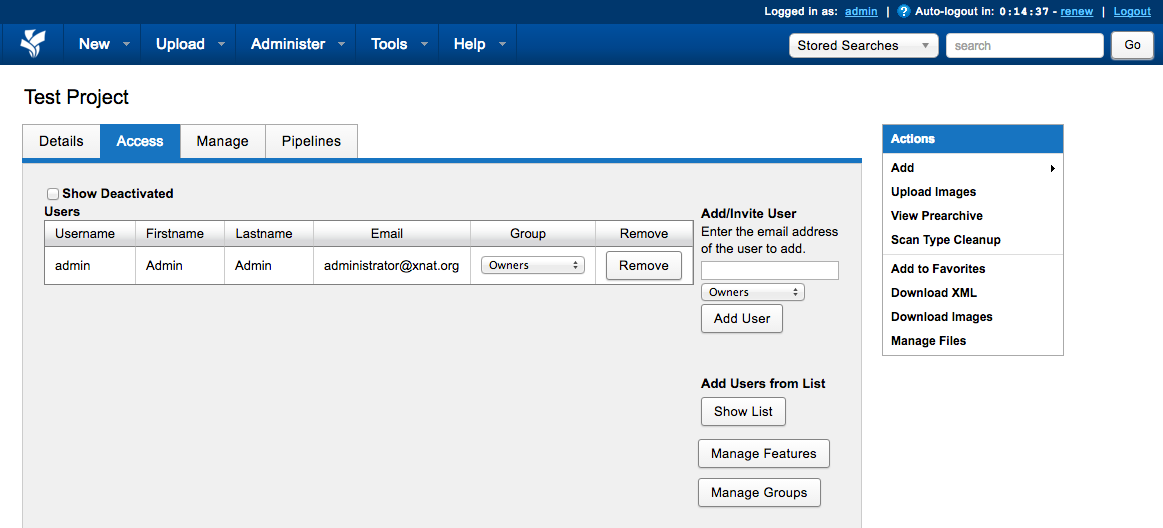 Logged in as: admin | ? Auto-logout in: 0:14:37 - renew | Logout
New Upload Administer Tools Help Stored Searches search Go
Test Project
Details Access Manage Pipelines
Actions
Add
Upload Images
View Prearchive
Scan Type Cleanup
Add to Favorites
Download XML
Download Images
Manage Files
Show Deactivated
Users
Username Firstname Lastname Email Group Remove
admin Admin Admin administrator@xnat.org Owners Remove
Add/Invite User
Enter the email address
of the user to add.
Owners
Add User
Add Users from List
Show List
Manage Features
Manage Groups